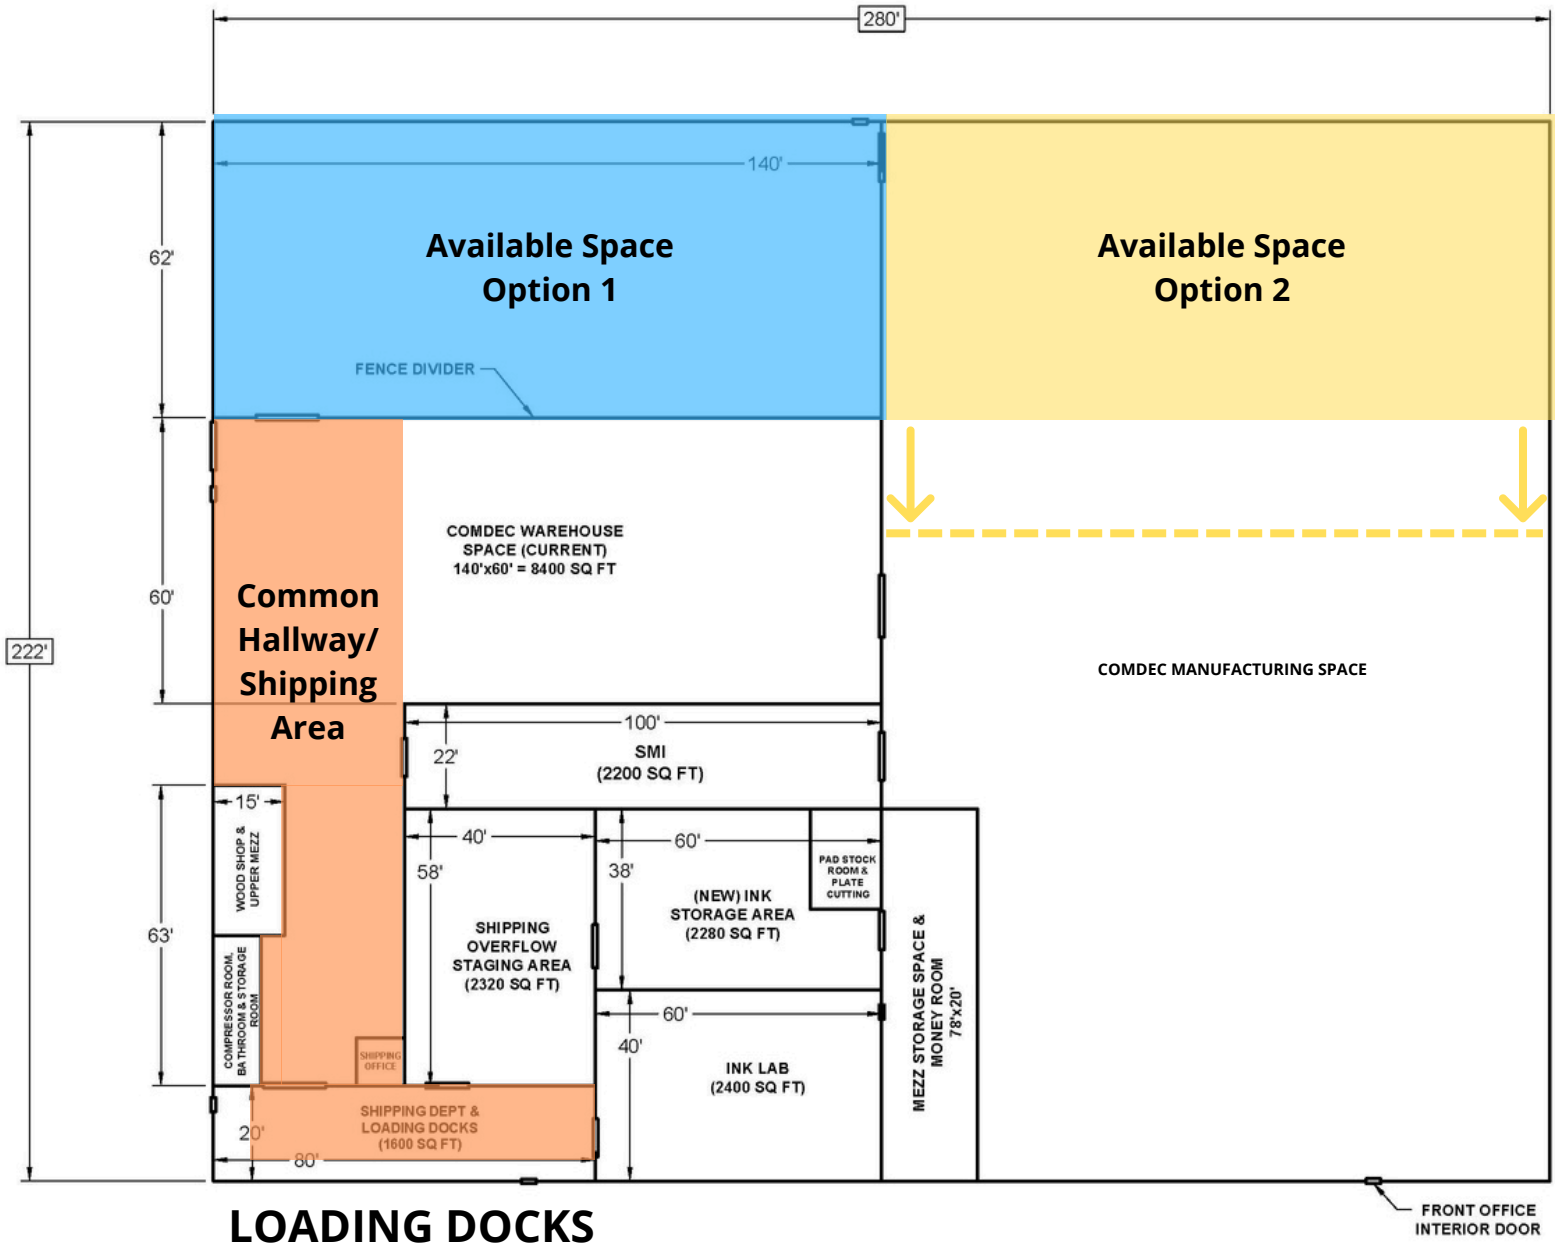 280'
140'
62'
Available Space
Option 1
Available Space
Option 2
FENCE DIVIDER
COMDEC WAREHOUSE
SPACE (CURRENT)
140'x60' = 8400 SQ FT
60'
Common
Hallway/
Shipping
Area
222'
COMDEC MANUFACTURING SPACE
100'
22'
SMI
(2200 SQ FT)
15'
40'
60'
WOOD SHOP &
UPPER MEZZ
58'
38'
PAD STOCK
ROOM &
PLATE
CUTTING
(NEW) INK
STORAGE AREA
(2280 SQ FT)
63'
SHIPPING
OVERFLOW
STAGING AREA
(2320 SQ FT)
COMPRESSOR ROOM,
BATHROOM & STORAGE
ROOM
MEZZ STORAGE SPACE &
MONEY ROOM
78'x20'
60'
40'
SHIPPING
OFFICE
INK LAB
(2400 SQ FT)
SHIPPING DEPT &
LOADING DOCKS
(1600 SQ FT)
20'
80'
LOADING DOCKS
FRONT OFFICE
INTERIOR DOOR